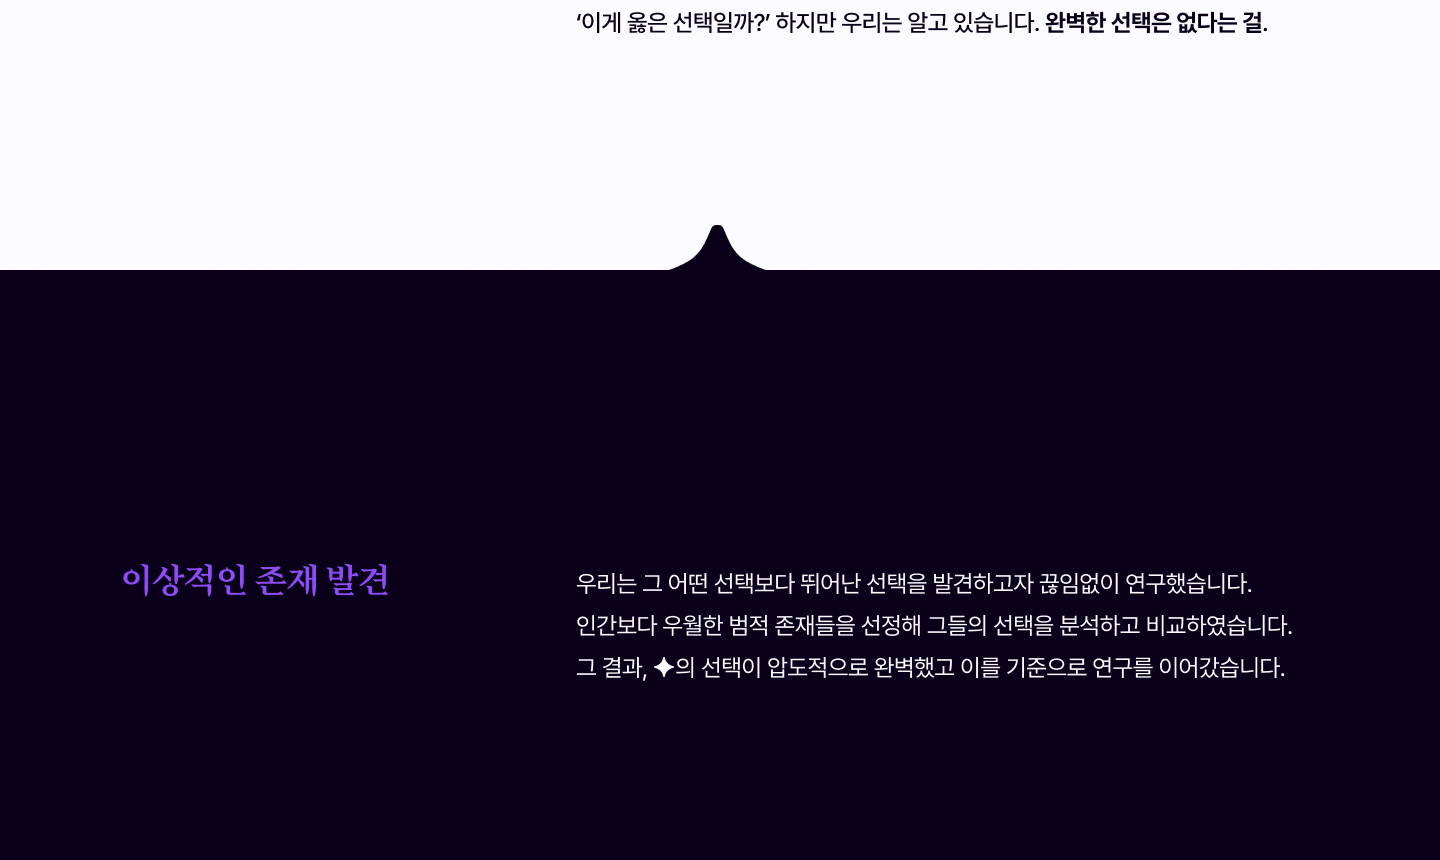 ‘이게 옳은 선택일까?’ 하지만 우리는 알고 있습니다. 완벽한 선택은 없다는 걸.
이상적인 존재 발견
우리는 그 어떤 선택보다 뛰어난 선택을 발견하고자 끊임없이 연구했습니다.
인간보다 우월한 범적 존재들을 선정해 그들의 선택을 분석하고 비교하였습니다.
그 결과, ✦의 선택이 압도적으로 완벽했고 이를 기준으로 연구를 이어갔습니다.